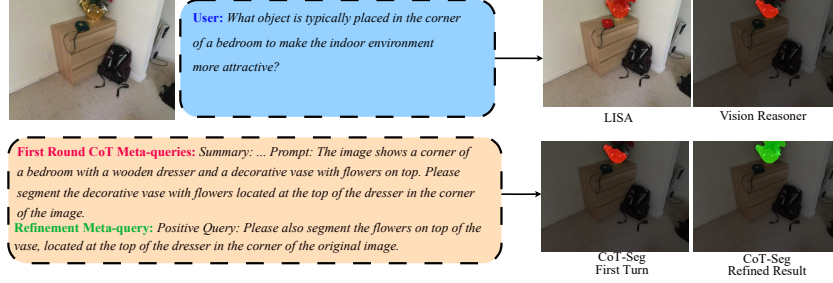 User: What object is typically placed in the corner
of a bedroom to make the indoor environment
more attractive?
LISA
Vision Reasoner
First Round CoT Meta-queries: Summary: ... Prompt: The image shows a corner of
a bedroom with a wooden dresser and a decorative vase with flowers on top. Please
segment the decorative vase with flowers located at the top of the dresser in the corner
of the image.
Refinement Meta-query: Positive Query: Please also segment the flowers on top of the
vase, located at the top of the dresser in the corner of the original image.
CoT-Seg
First Turn
CoT-Seg
Refined Result